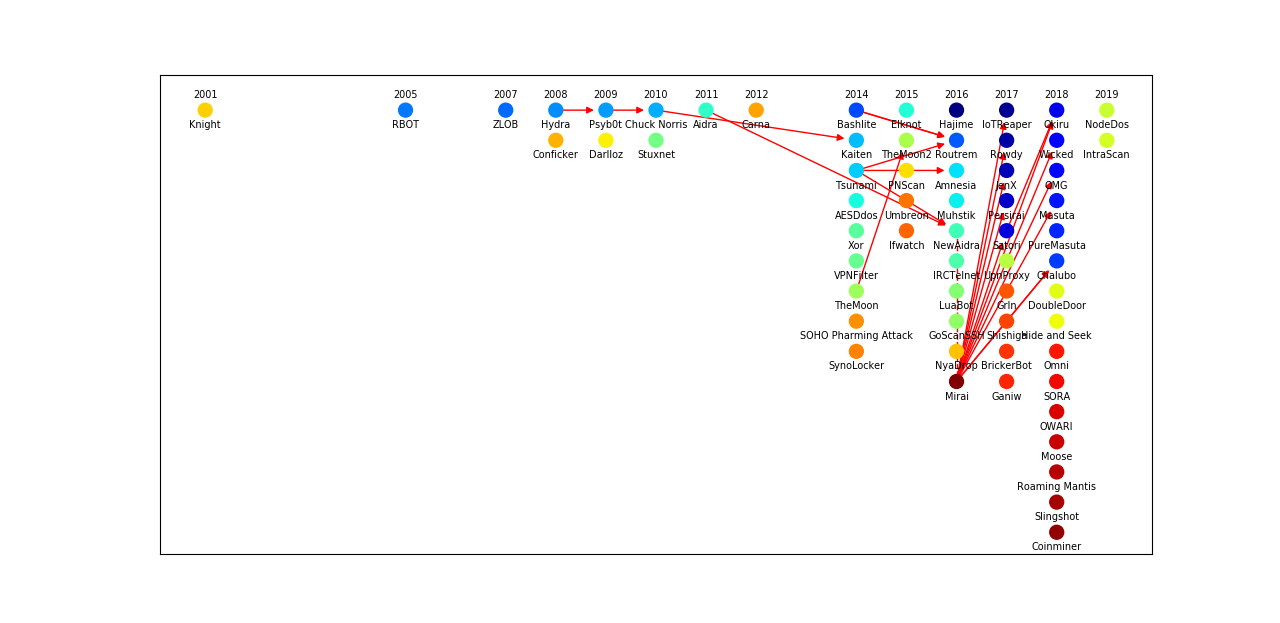 2001 2005 2007 2008 2009 2010 2011 2012 2014 2015 2016 2017 2018 2019
Knight RBOT ZLOB Hydra Psyb0t Chuck Norris Aidra Carna Bashlite Elknot Hajime IoTReaper Okiru NodeDos
Conficker Darlloz Stuxnet Kaiten TheMoon2 Routrem Rowdy Wicked IntraScan
Tsunami PNScan Amnesia JenX OMG
AESDdos Umbreon Muhstik Persirai Masuta
Xor Ifwatch NewAidra Satori PureMasuta
VPNFilter IRCTelnet UpnProxy Chalubo
TheMoon LuaBot GrIn DoubleDoor
SOHO Pharming Attack GoScanSSH Shishiga Hide and Seek
SynoLocker NyaDrop BrickerBot Omni
Mirai Ganiw SORA
OWARI
Moose
Roaming Mantis
Slingshot
Coinminer